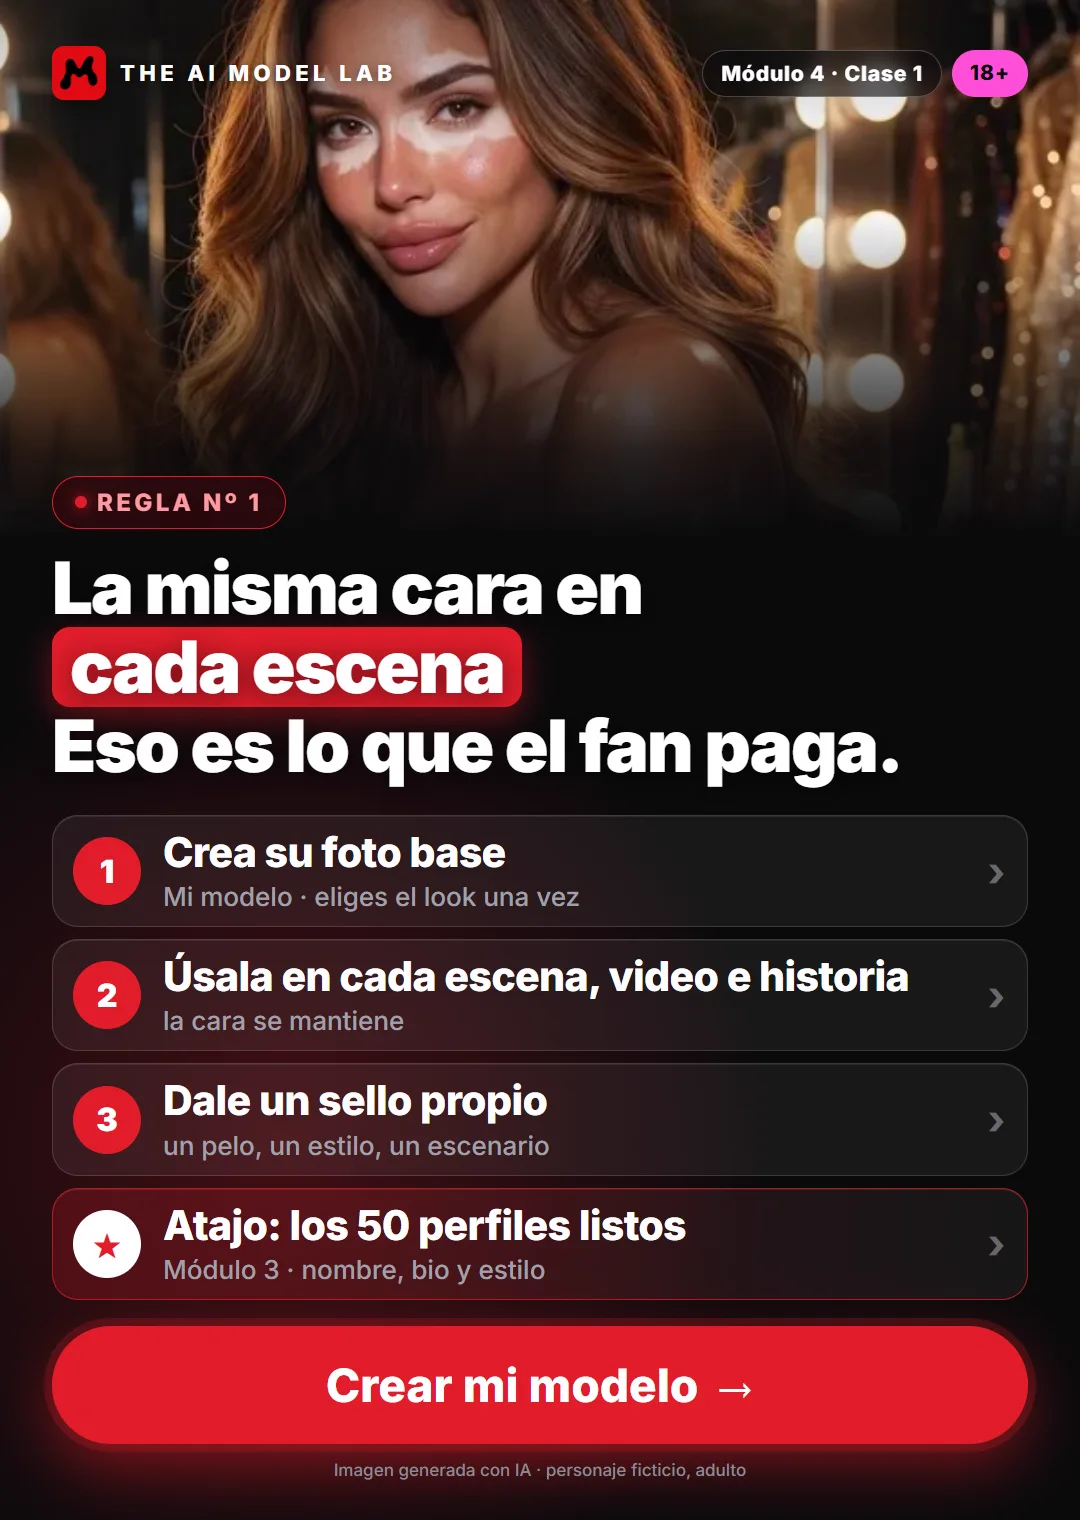 THE AI MODEL LAB
Módulo 4 · Clase 1
18+
REGLA Nº 1
La misma cara en
cada escena
Eso es lo que el fan paga.
1
Crea su foto base
Mi modelo · eliges el look una vez
2
Úsala en cada escena, video e historia
la cara se mantiene
3
Dale un sello propio
un pelo, un estilo, un escenario
Atajo: los 50 perfiles listos
Módulo 3 · nombre, bio y estilo
Crear mi modelo →
Imagen generada con IA · personaje ficticio, adulto